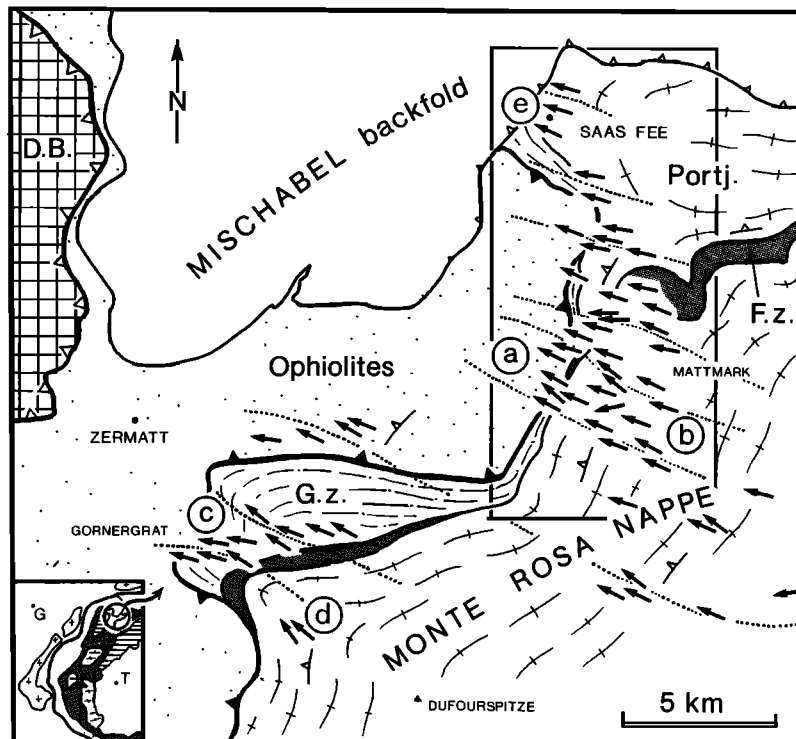 e
SAAS FEE
N
D.B.
MISCHABEL backfold
Portj.
F.z.
a
Ophiolites
MATTMARK
ZERMATT
b
G.z.
c
GORNERGRAT
MONTE ROSA NAPPE
d
G
T
DUFOURSPITZE
5 km